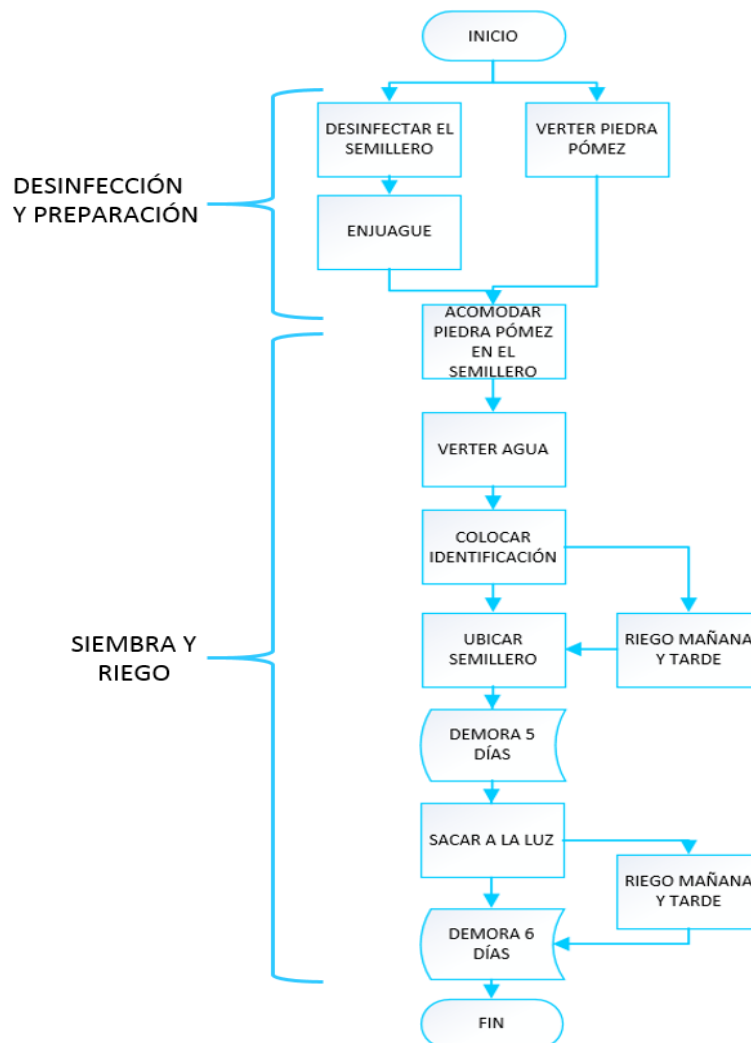 INICIO
DESINFECTAR EL
SEMILLERO
VERTER PIEDRA
PÓMEZ
DESINFECCIÓN
Y PREPARACIÓN
ENJUAGUE
ACOMODAR
PIEDRA PÓMEZ
EN EL
SEMILLERO
VERTER AGUA
COLOCAR
IDENTIFICACIÓN
SIEMBRA Y
RIEGO
UBICAR
SEMILLERO
RIEGO MAÑANA
Y TARDE
DEMORA 5
DÍAS
SACAR A LA LUZ
RIEGO MAÑANA
Y TARDE
DEMORA 6
DÍAS
FIN